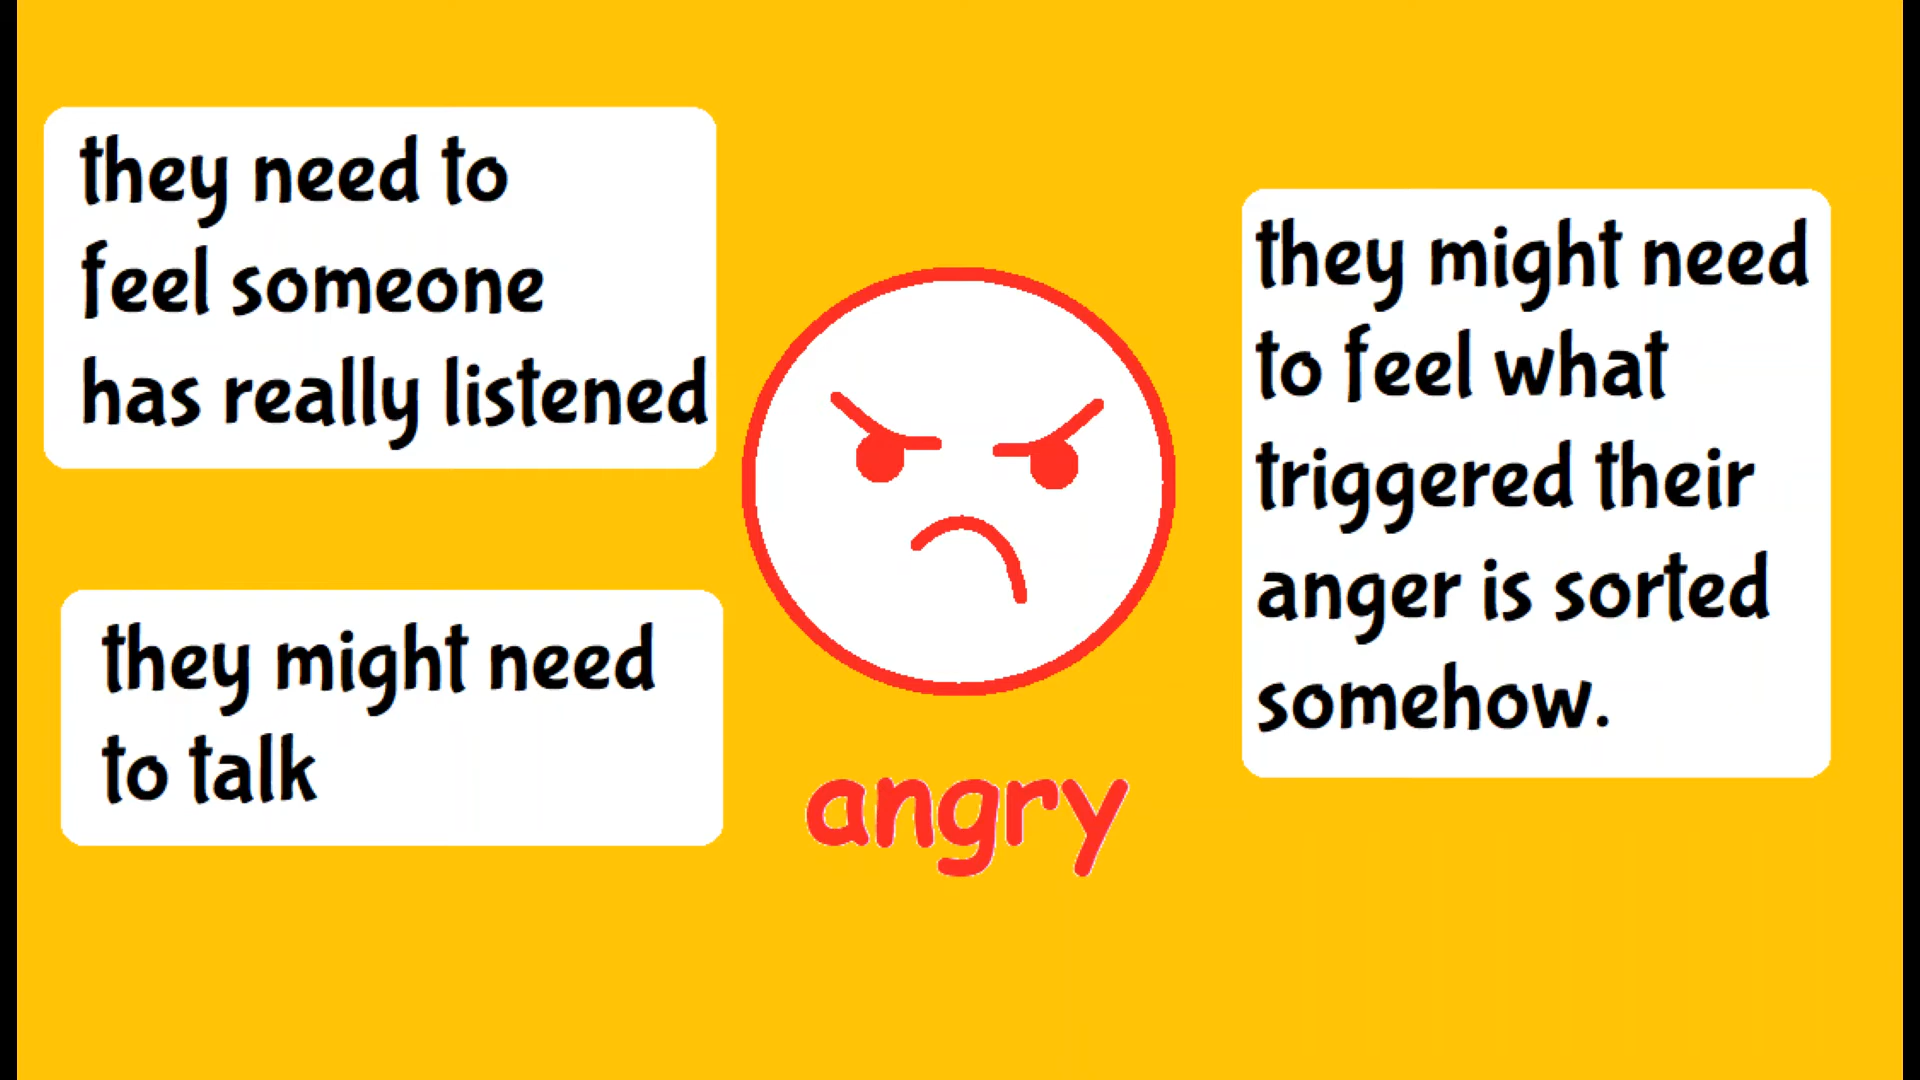 they need to
feel someone
has really listened
they might need
to talk
angry
they might need
to feel what
triggered their
anger is sorted
somehow.